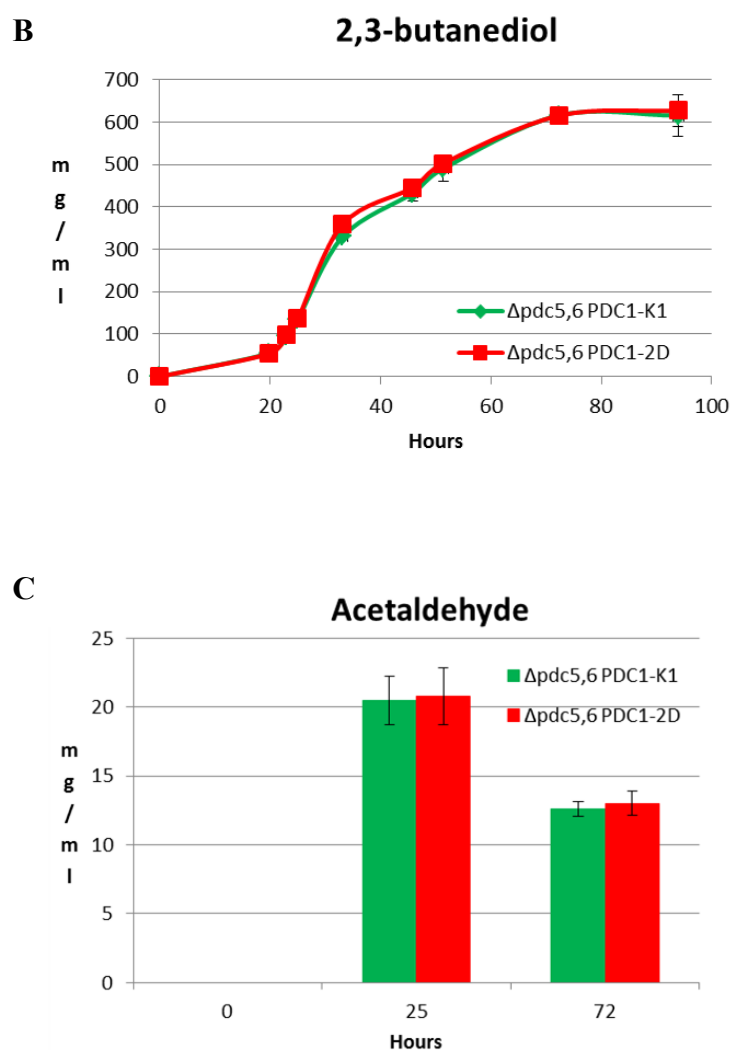 B
2,3-butanediol
700
600
500
400
300
200
100
0
m
g
/
m
l
Δpdc5,6 PDC1-K1
Δpdc5,6 PDC1-2D
0 20 40 60 80 100
Hours
C
Acetaldehyde
25
20
15
10
5
0
m
g
/
m
l
Δpdc5,6 PDC1-K1
Δpdc5,6 PDC1-2D
0 25 72
Hours